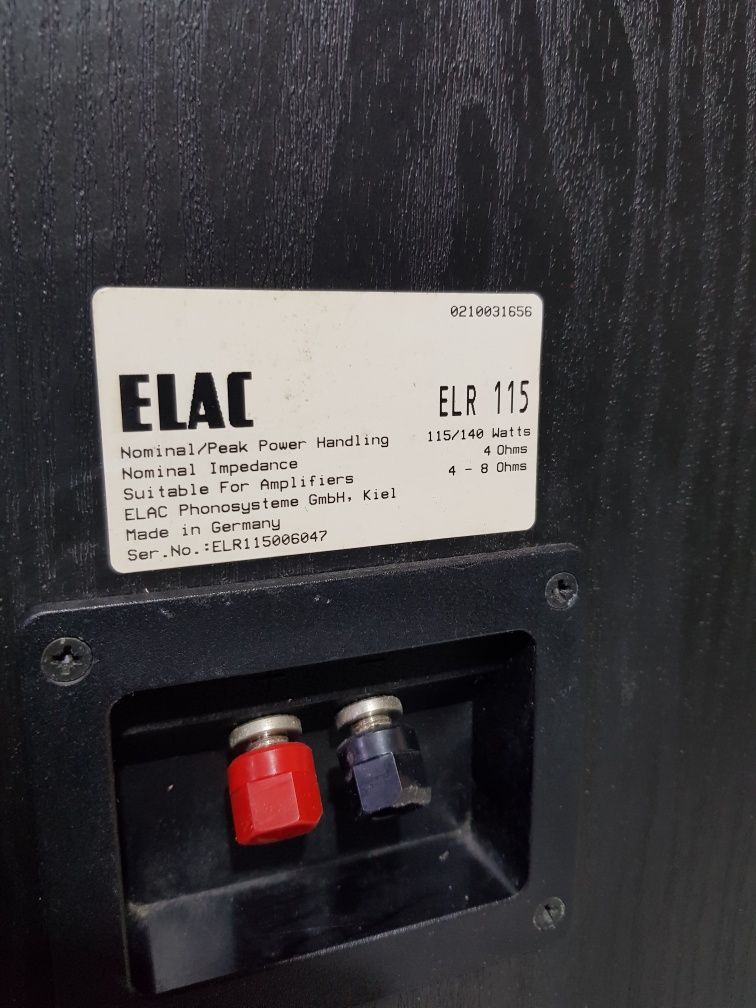 0210031656
ELAC ELR 115
Nominal/Peak Power Handling 115/140 Watts
Nominal Impedance 4 Ohms
Suitable For Amplifiers 4 - 8 Ohms
ELAC Phonosysteme GmbH, Kiel
Made in Germany
Ser.No.:ELR115006047